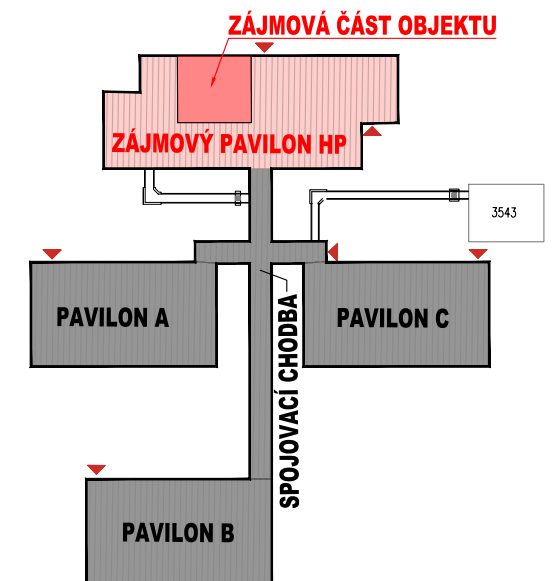 ZÁJMOVÁ ČÁST OBJEKTU
ZÁJMOVÝ PAVILON HP
3543
PAVILON A
PAVILON C
SPOJOVACÍ CHODBA
PAVILON B